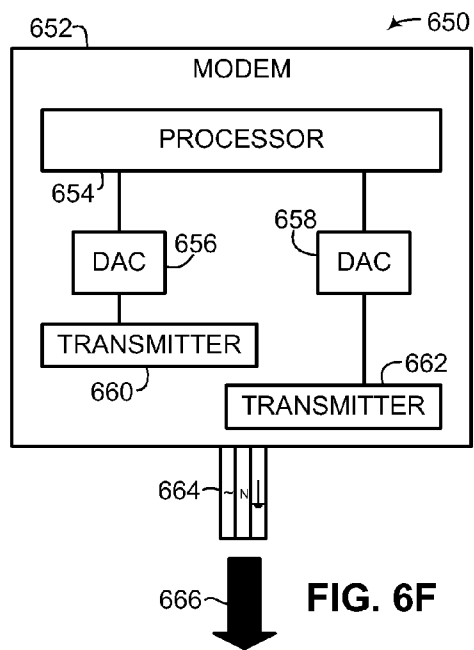 652
650
MODEM
PROCESSOR
654
658
DAC
656
DAC
TRANSMITTER
662
660
TRANSMITTER
664
~ N
666
FIG. 6F